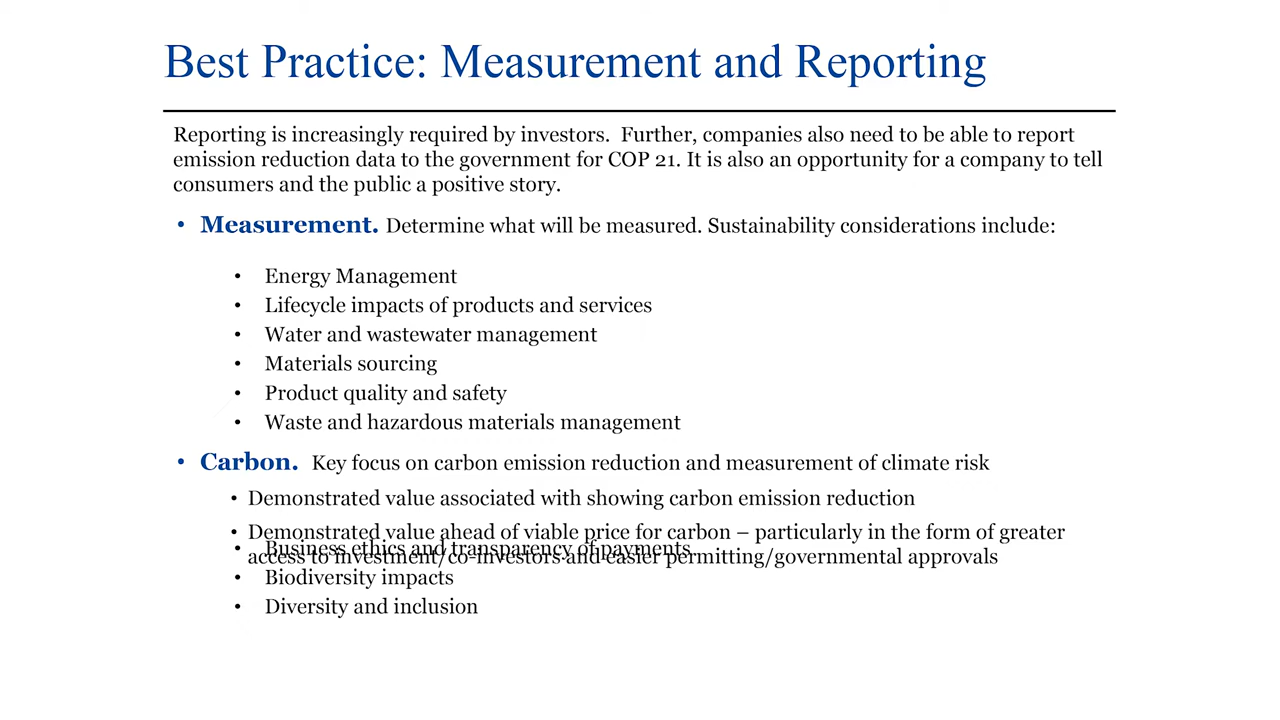 Best Practice: Measurement and Reporting
Reporting is increasingly required by investors.  Further, companies also need to be able to report
emission reduction data to the government for COP 21. It is also an opportunity for a company to tell
consumers and the public a positive story.
• Measurement. Determine what will be measured. Sustainability considerations include:
• Energy Management
• Lifecycle impacts of products and services
• Water and wastewater management
• Materials sourcing
• Product quality and safety
• Waste and hazardous materials management
• Carbon.  Key focus on carbon emission reduction and measurement of climate risk
• Demonstrated value associated with showing carbon emission reduction
• Demonstrated value ahead of viable price for carbon – particularly in the form of greater
access to investment/co-investors and easier permitting/governmental approvals
• Business ethics and transparency of payments
• Biodiversity impacts
• Diversity and inclusion